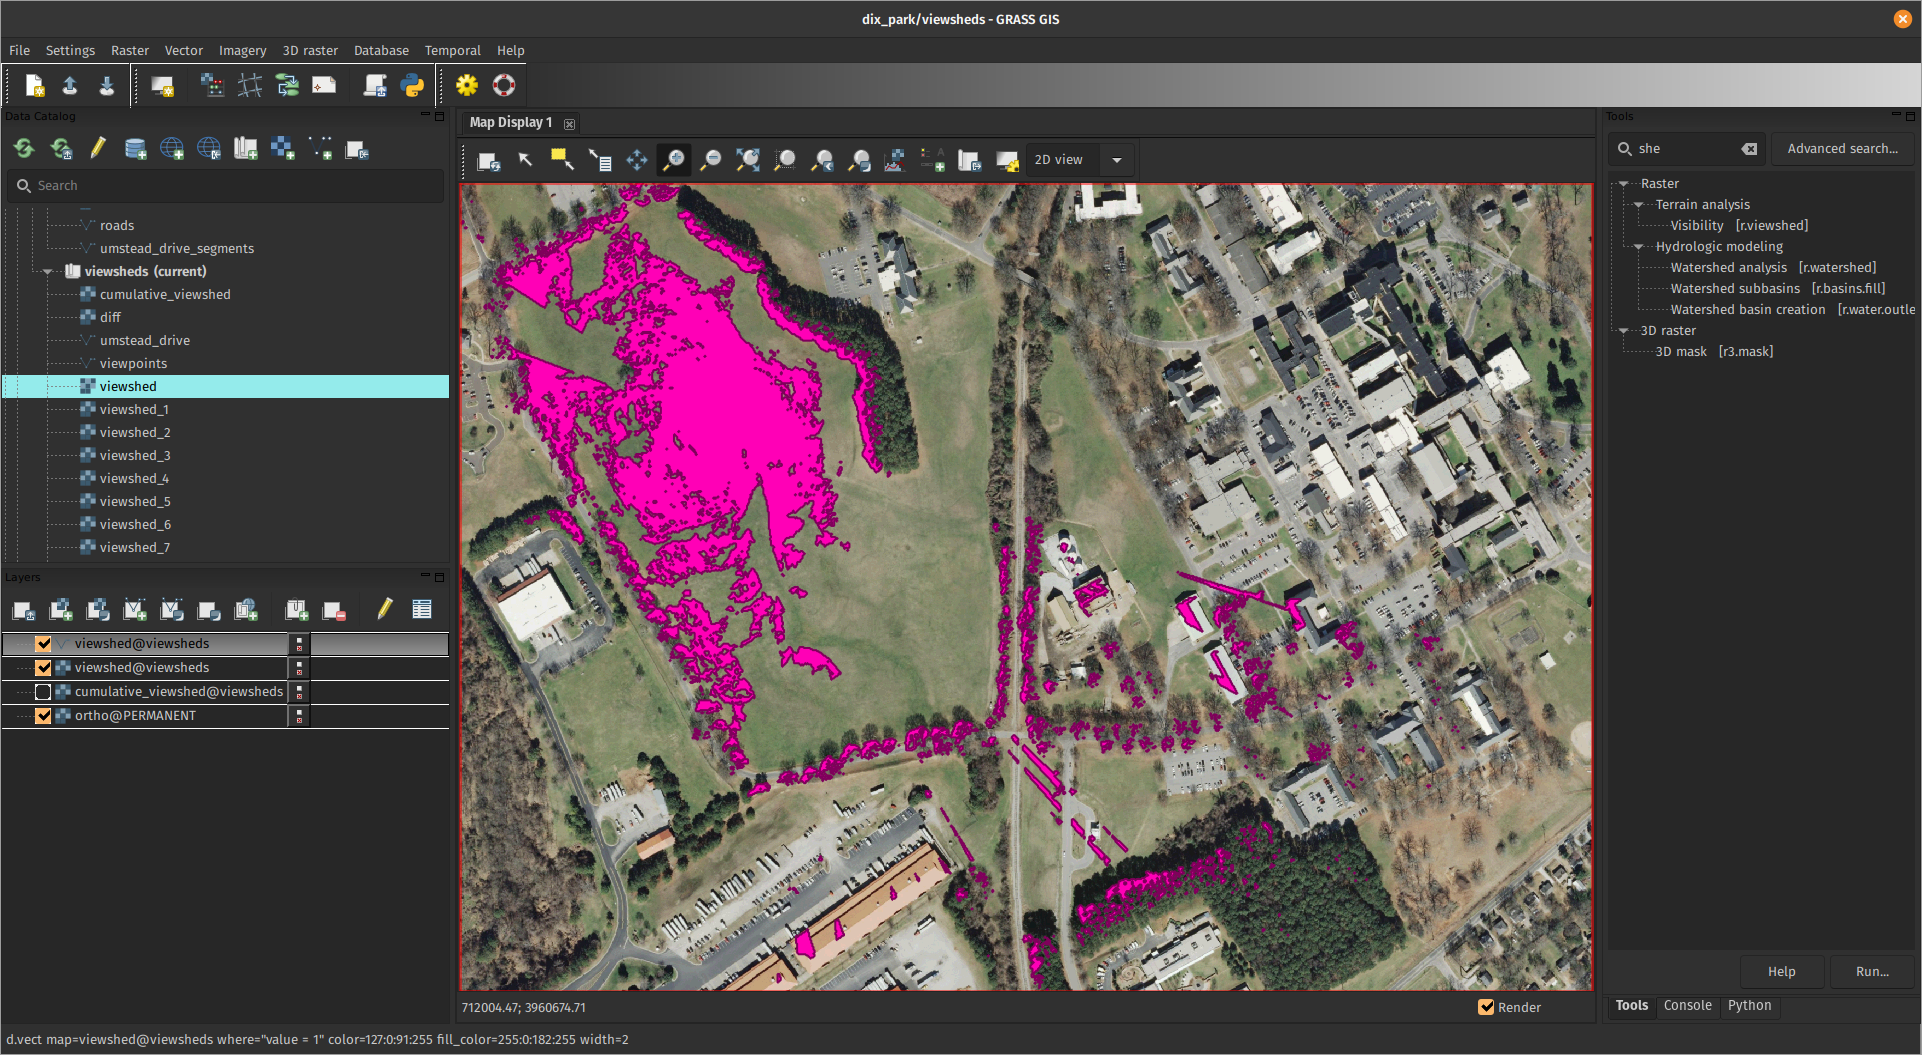 dix_park/viewsheds - GRASS GIS
File Settings Raster Vector Imagery 3D raster Database Temporal Help
Data Catalog
Search
roads
umstead_drive_segments
viewsheds (current)
cumulative_viewshed
diff
umstead_drive
viewpoints
viewshed
viewshed_1
viewshed_2
viewshed_3
viewshed_4
viewshed_5
viewshed_6
viewshed_7
Layers
viewshed@viewsheds
viewshed@viewsheds
cumulative_viewshed@viewsheds
ortho@PERMANENT
Map Display 1
2D view
712004.47; 3960674.71
Render
Tools
she
Advanced search...
Raster
Terrain analysis
Visibility [r.viewshed]
Hydrologic modeling
Watershed analysis [r.watershed]
Watershed subbasins [r.basins.fill]
Watershed basin creation [r.water.outle
3D raster
3D mask [r3.mask]
Help Run...
Tools Console Python
d.vect map=viewshed@viewsheds where="value = 1" color=127:0:91:255 fill_color=255:0:182:255 width=2